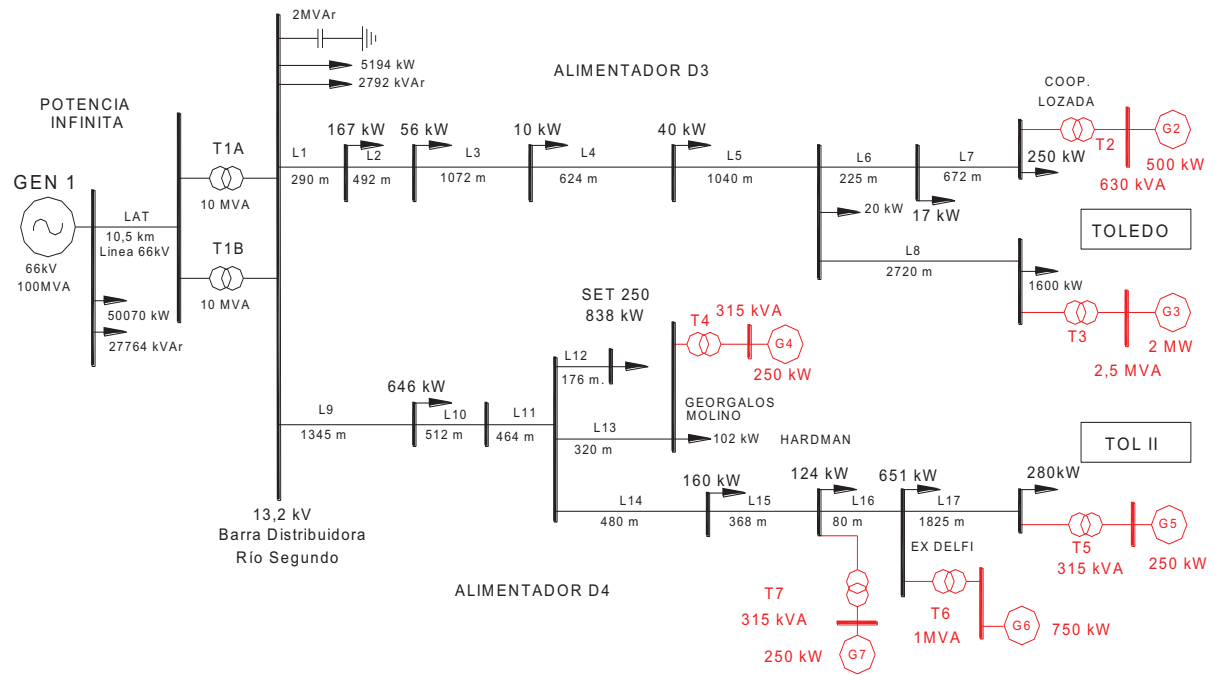 2MVAr
5194 kW
2792 kVAr
ALIMENTADOR D3
COOP.
LOZADA
POTENCIA
INFINITA
GEN 1
66kV
100MVA
LAT
10,5 km
Linea 66kV
50070 kW
27764 kVAr
T1A
10 MVA
T1B
10 MVA
L1
290 m
167 kW
L2
492 m
56 kW
L3
1072 m
10 kW
L4
624 m
40 kW
L5
1040 m
L6
225 m
20 kW
17 kW
L7
672 m
250 kW
T2
630 kVA
G2
500 kW
TOLEDO
L8
2720 m
1600 kW
T3
2,5 MVA
G3
2 MW
SET 250
838 kW
T4
315 kVA
G4
250 kW
L12
176 m.
GEORGALOS
MOLINO
102 kW
L9
1345 m
646 kW
L10
512 m
L11
464 m
L13
320 m
HARDMAN
TOL II
13,2 kV
Barra Distribuidora
Río Segundo
L14
480 m
160 kW
L15
368 m
124 kW
L16
80 m
651 kW
L17
1825 m
280kW
EX DELFI
T5
315 kVA
G5
250 kW
ALIMENTADOR D4
T7
315 kVA
250 kW
G7
T6
1MVA
G6
750 kW